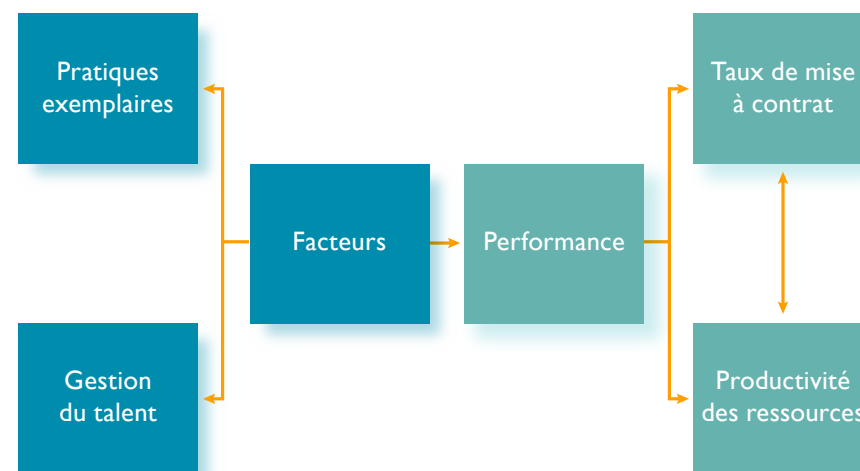 Pratiques
exemplaires
Taux de mise
à contrat
Facteurs
Performance
Gestion
du talent
Productivité
des ressources